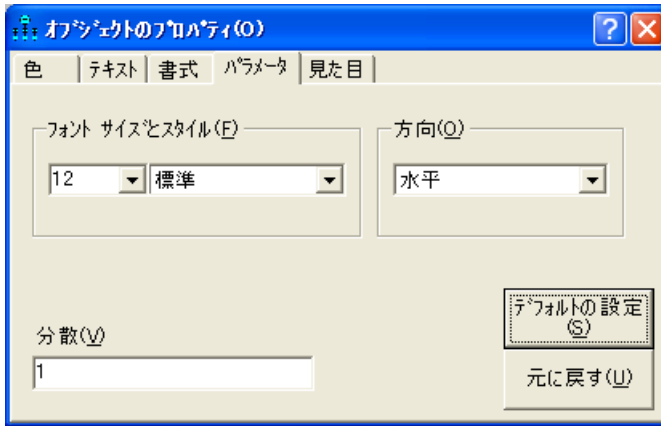 ｵﾌﾞｼﾞｪｸﾄのﾌﾟﾛﾊﾟﾃｨ(O)
色 ﾃｷｽﾄ 書式 ﾊﾟﾗﾒｰﾀ 見た目
ﾌｫﾝﾄ ｻｲｽﾞとｽﾀｲﾙ(F) 方向(O)
12 標準 水平
ﾃﾞﾌｫﾙﾄの設定
(S)
分散(V)
1
元に戻す(U)